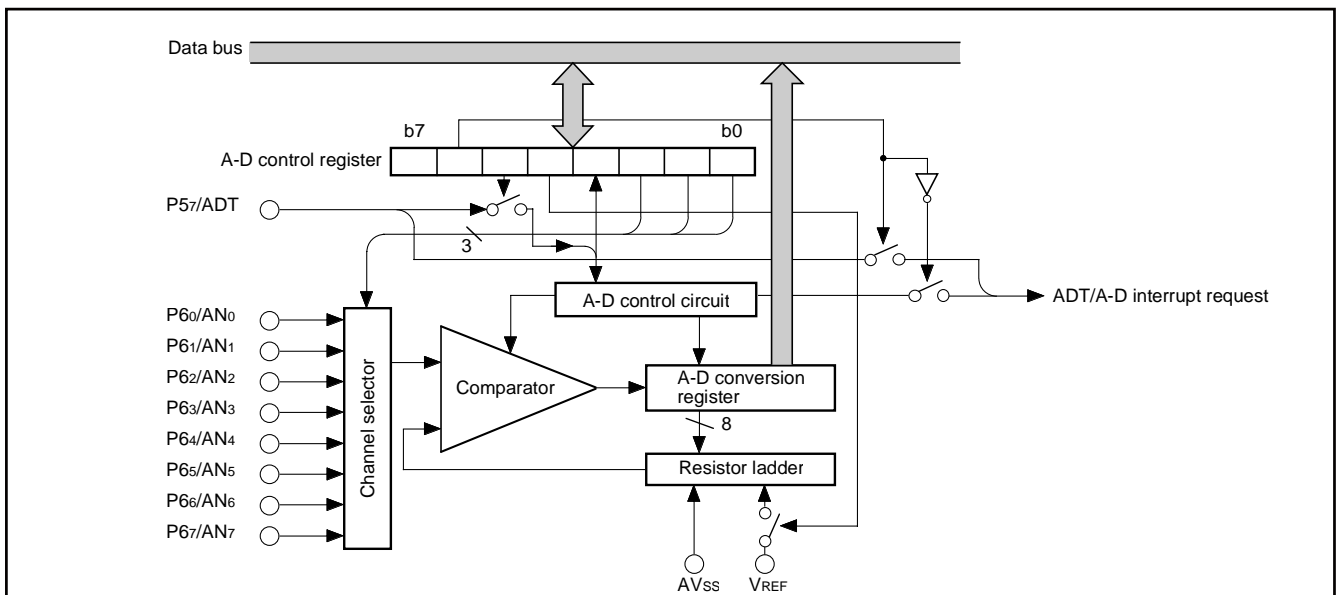 Data bus
b7
b0
A-D control register
P57/ADT
3
A-D control circuit
ADT/A-D interrupt request
P60/AN0
P61/AN1
P62/AN2
P63/AN3
P64/AN4
P65/AN5
P66/AN6
P67/AN7
Channel selector
Comparator
A-D conversion
register
8
Resistor ladder
AVSS
VREF